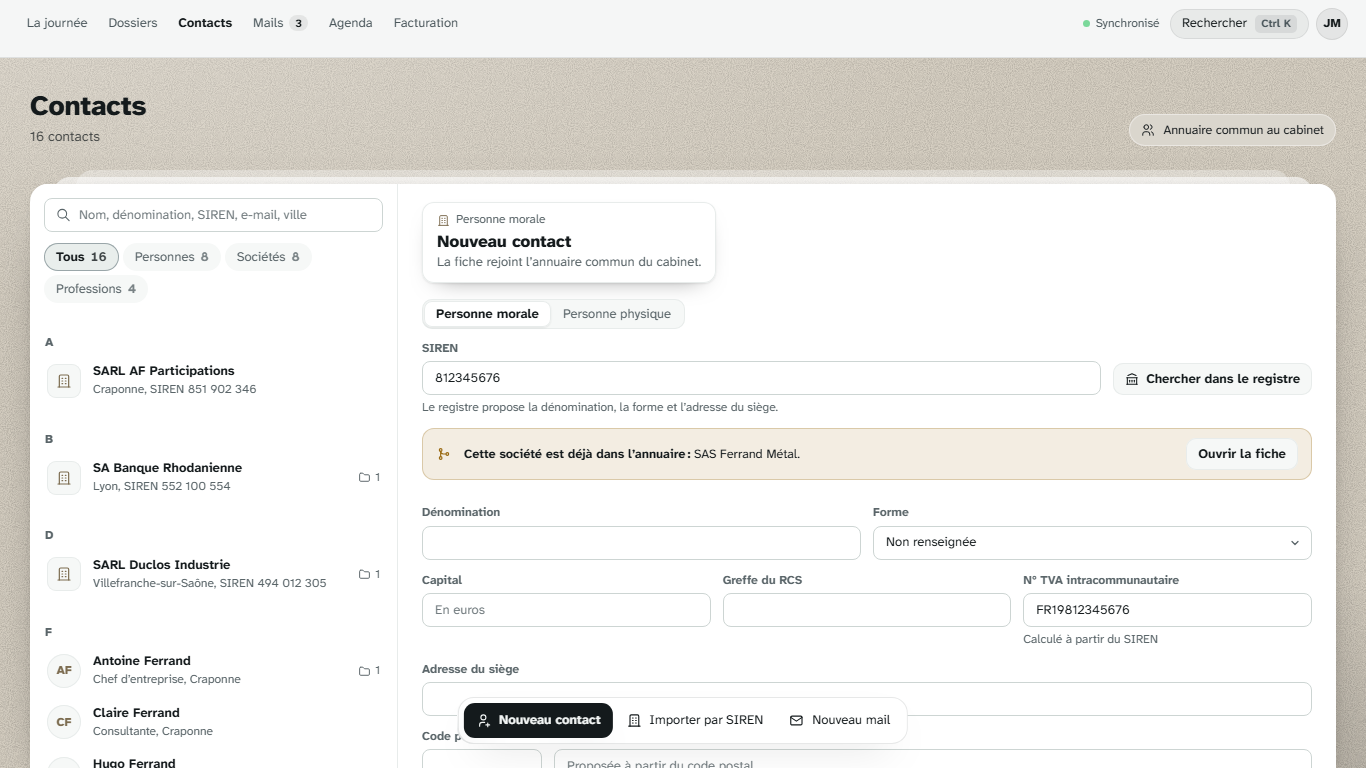 La journée Dossiers Contacts Mails 3 Agenda Facturation Synchronisé Rechercher Ctrl K JM
Contacts
16 contacts
Annuaire commun au cabinet
Nom, dénomination, SIREN, e-mail, ville
Tous 16 Personnes 8 Sociétés 8
Professions 4
A
SARL AF Participations
Craponne, SIREN 851 902 346
B
SA Banque Rhodanienne
Lyon, SIREN 552 100 554
1
D
SARL Duclos Industrie
Villefranche-sur-Saône, SIREN 494 012 305
1
F
AF
Antoine Ferrand
Chef d'entreprise, Craponne
1
CF
Claire Ferrand
Consultante, Craponne
Hugo Ferrand
Personne morale
Nouveau contact
La fiche rejoint l'annuaire commun du cabinet.
Personne morale Personne physique
SIREN
812345676
Chercher dans le registre
Le registre propose la dénomination, la forme et l'adresse du siège.
Cette société est déjà dans l'annuaire : SAS Ferrand Métal.
Ouvrir la fiche
Dénomination Forme
Non renseignée
Capital Greffe du RCS N° TVA intracommunautaire
En euros FR19812345676
Calculé à partir du SIREN
Adresse du siège
Nouveau contact Importer par SIREN Nouveau mail
Code p
Proposée à partir du code postal